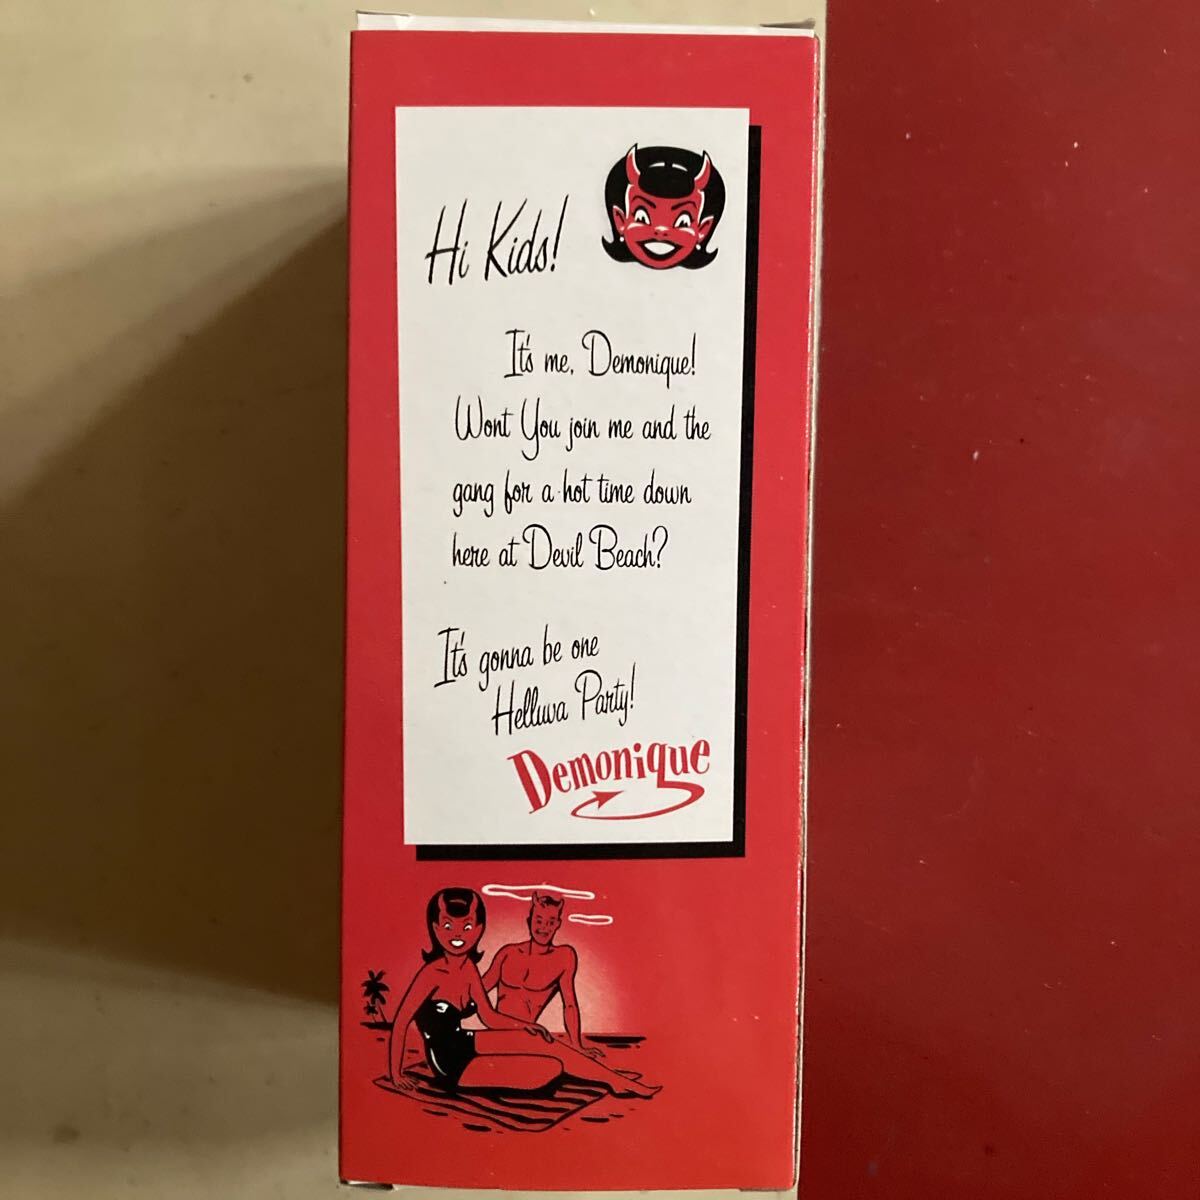 Hi Kids!
It's me, Demonique!
Wont You join me and the
gang for a hot time down
here at Devil Beach?
It's gonna be one
Helluva Party!
Demonique